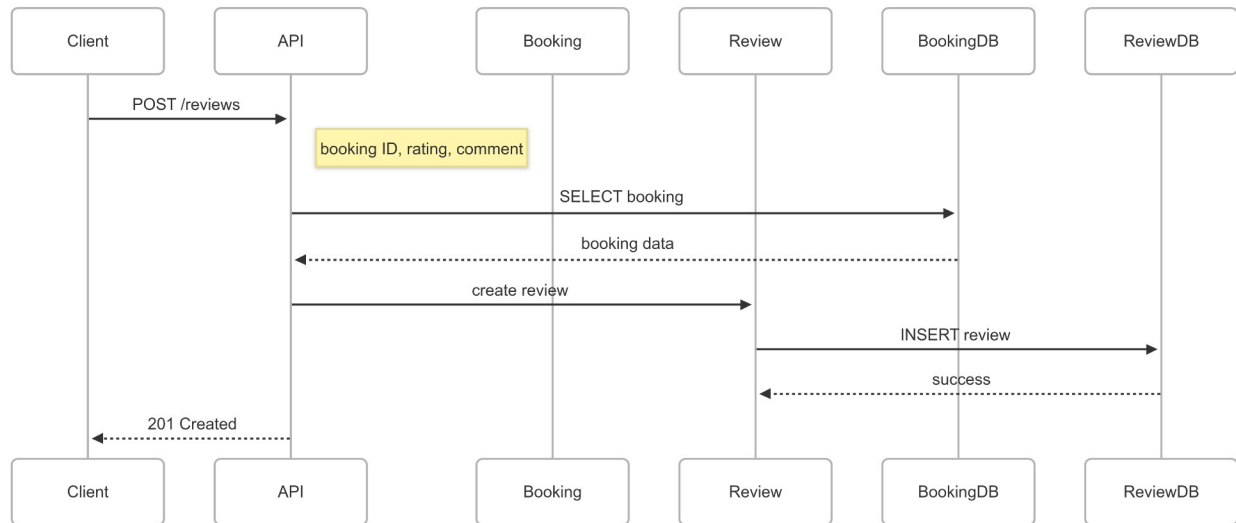 Client
API
Booking
Review
BookingDB
ReviewDB
POST /reviews
booking ID, rating, comment
SELECT booking
booking data
create review
INSERT review
success
201 Created
Client
API
Booking
Review
BookingDB
ReviewDB